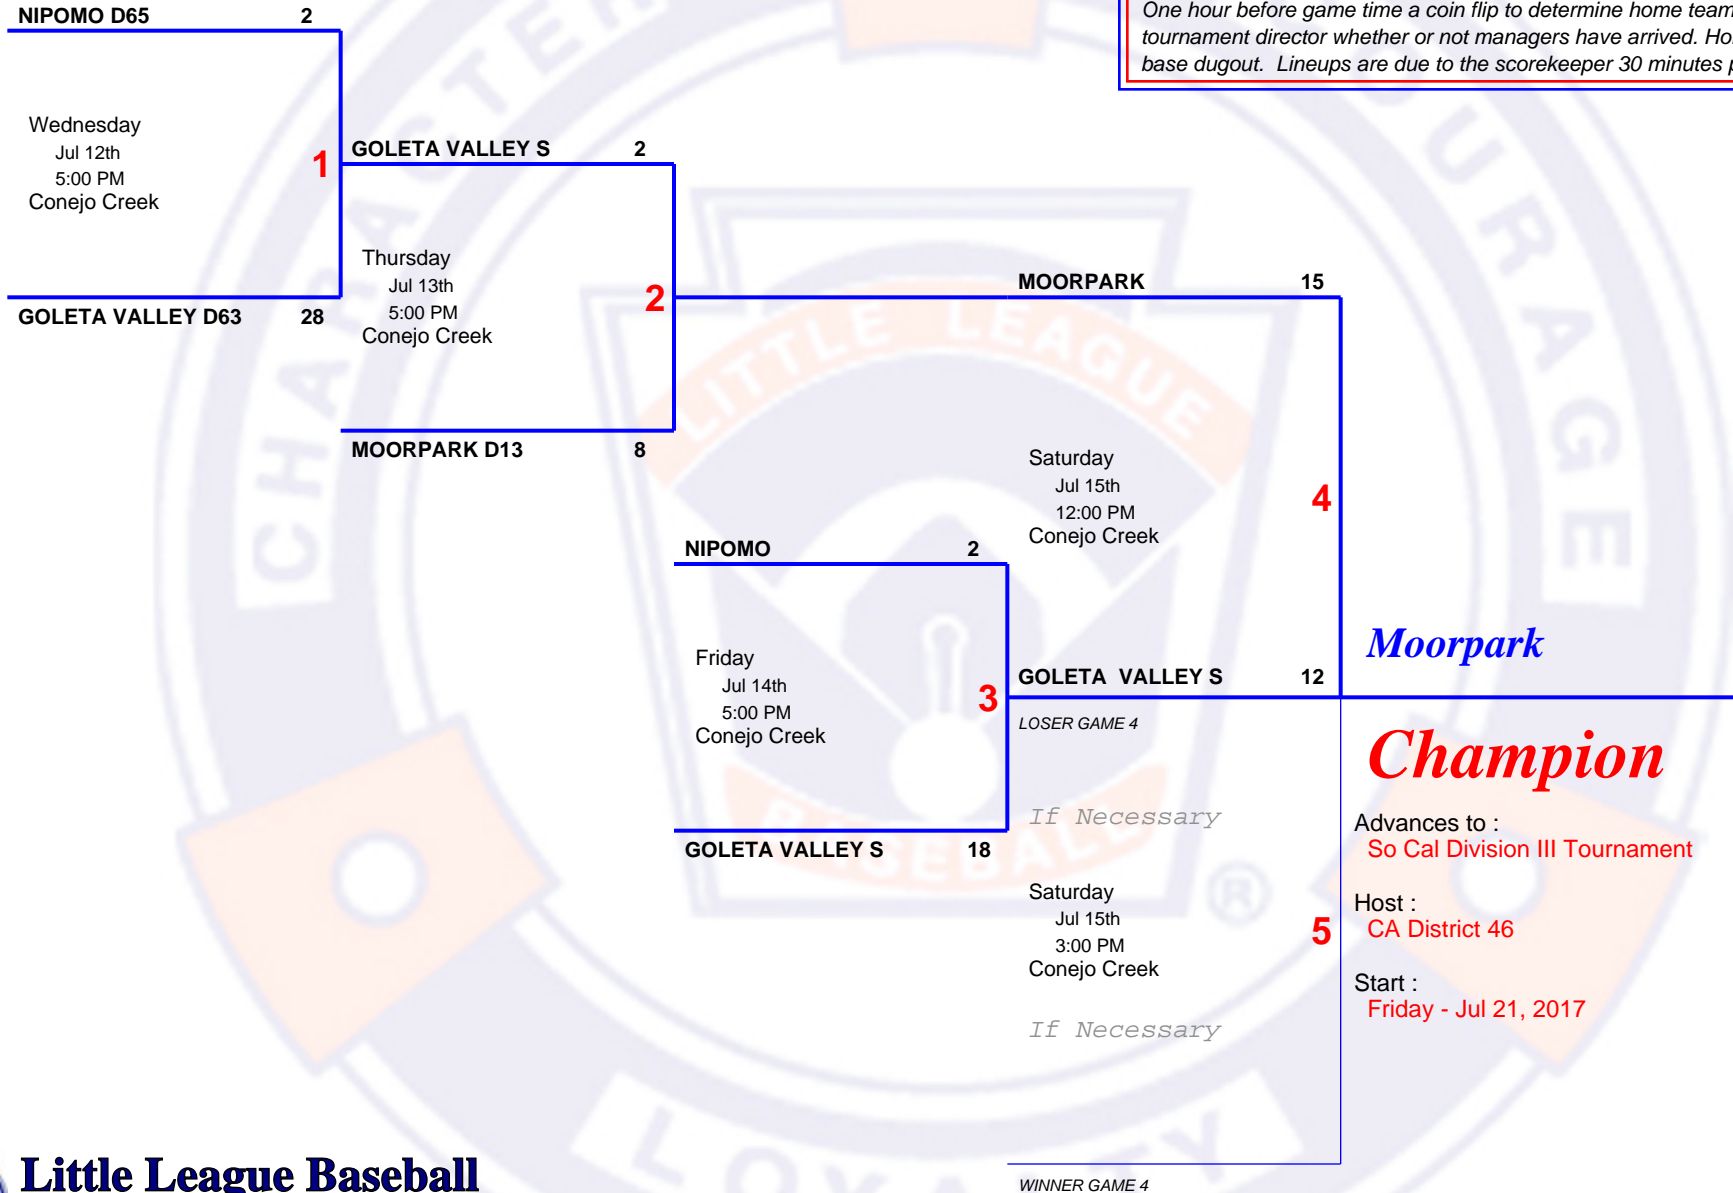 NIPOMO D65 2
One hour before game time a coin flip to determine home team
tournament director whether or not managers have arrived.
base dugout. Lineups are due to the scorekeeper 30 minutes
Wednesday
Jul 12th
5:00 PM
Conejo Creek
1
GOLETA VALLEY S 2
GOLETA VALLEY D63 28
Thursday
Jul 13th
5:00 PM
Conejo Creek
2
MOORPARK 15
MOORPARK D13 8
Saturday
Jul 15th
12:00 PM
Conejo Creek
4
NIPOMO 2
Friday
Jul 14th
5:00 PM
Conejo Creek
3
GOLETA VALLEY S 12
Moorpark
LOSER GAME 4
Champion
If Necessary
GOLETA VALLEY S 18
Advances to :
So Cal Division III Tournament
Saturday
Jul 15th
3:00 PM
Conejo Creek
5
Host :
CA District 46
Start :
Friday - Jul 21, 2017
If Necessary
WINNER GAME 4
Little League Baseball
CHARACTER
COURAGE
LOYALTY
LITTLE LEAGUE
BASEBALL
®